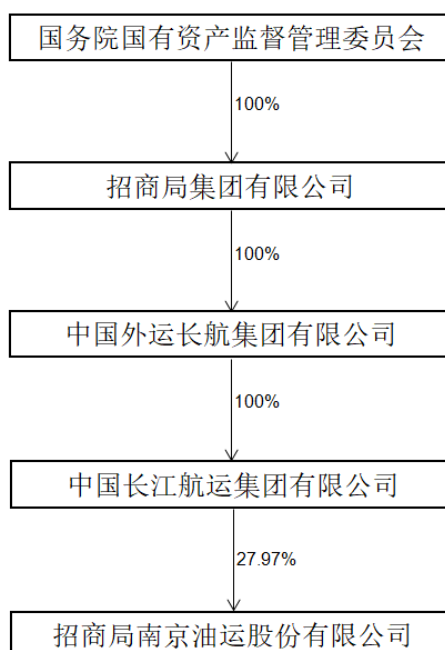 国务院国有资产监督管理委员会
100%
招商局集团有限公司
100%
中国外运长航集团有限公司
100%
中国长江航运集团有限公司
27.97%
招商局南京油运股份有限公司